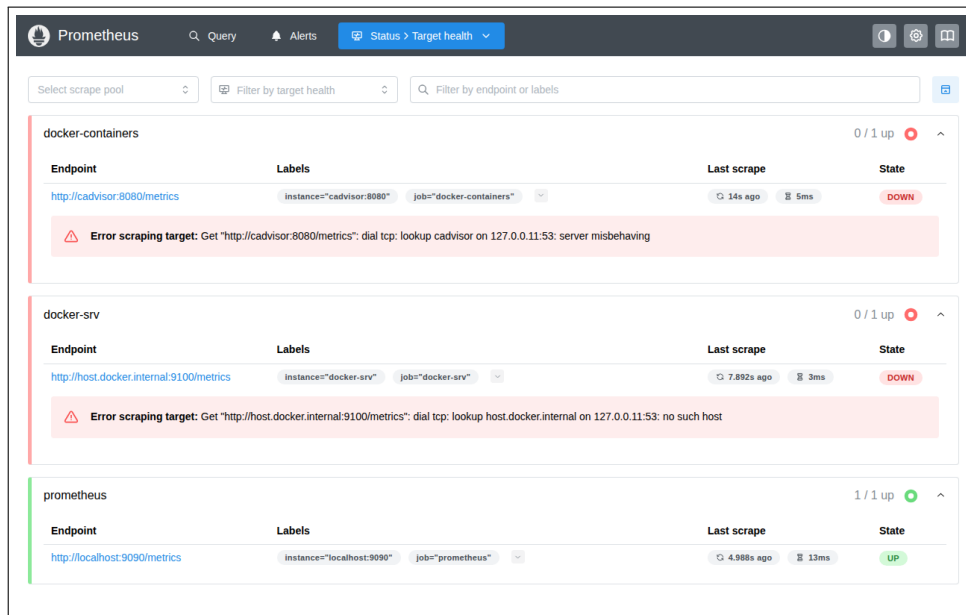 Prometheus Query Alerts Status > Target health
Select scrape pool Filter by target health Filter by endpoint or labels
docker-containers 0 / 1 up
Endpoint Labels Last scrape State
http://cadvisor:8080/metrics instance="cadvisor:8080" job="docker-containers" 14s ago 5ms DOWN
Error scraping target: Get "http://cadvisor:8080/metrics": dial tcp: lookup cadvisor on 127.0.0.11:53: server misbehaving
docker-srv 0 / 1 up
Endpoint Labels Last scrape State
http://host.docker.internal:9100/metrics instance="docker-srv" job="docker-srv" 7.892s ago 3ms DOWN
Error scraping target: Get "http://host.docker.internal:9100/metrics": dial tcp: lookup host.docker.internal on 127.0.0.11:53: no such host
prometheus 1 / 1 up
Endpoint Labels Last scrape State
http://localhost:9090/metrics instance="localhost:9090" job="prometheus" 4.988s ago 13ms UP